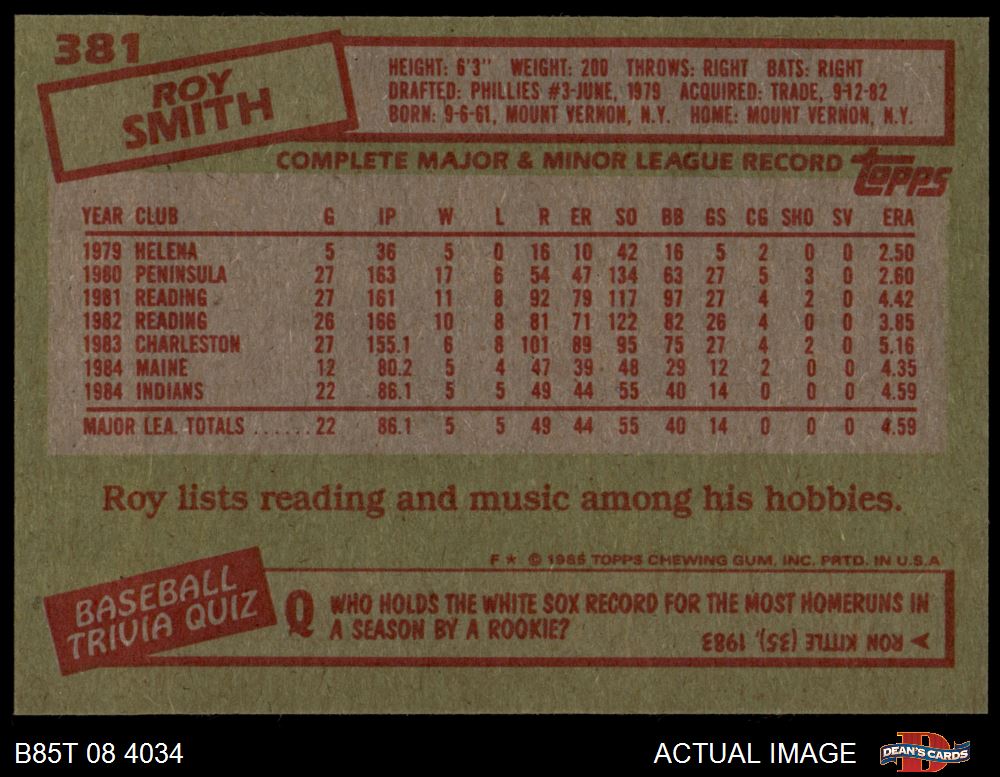 381
ROY
SMITH
HEIGHT: 6'3" WEIGHT: 200 THROWS: RIGHT BATS: RIGHT
DRAFTED: PHILLIES #3-JUNE, 1979 ACQUIRED: TRADE, 9-12-82
BORN: 9-6-61, MOUNT VERNON, N.Y. HOME: MOUNT VERNON, N.Y.
COMPLETE MAJOR & MINOR LEAGUE RECORD topps
YEAR CLUB G IP W L R ER SO BB GS CG SHO SV ERA
1979 HELENA 5 36 5 0 16 10 42 16 5 2 0 0 2.50
1980 PENINSULA 27 163 17 6 54 47 134 63 27 5 3 0 2.60
1981 READING 27 161 11 8 92 79 117 97 27 4 2 0 4.42
1982 READING 26 166 10 8 81 71 122 82 26 4 0 0 3.85
1983 CHARLESTON 27 155.1 6 8 101 89 95 75 27 4 2 0 5.16
1984 MAINE 12 80.2 5 4 47 39 48 29 12 2 0 0 4.35
1984 INDIANS 22 86.1 5 5 49 44 55 40 14 0 0 0 4.59
MAJOR LEA. TOTALS ...... 22 86.1 5 5 49 44 55 40 14 0 0 0 4.59
Roy lists reading and music among his hobbies.
F * © 1985 TOPPS CHEWING GUM, INC. PRTD. IN U.S.A
BASEBALL
TRIVIA QUIZ
Q WHO HOLDS THE WHITE SOX RECORD FOR THE MOST HOMERUNS IN
A SEASON BY A ROOKIE?
RON KITTLE (35), 1983
B85T 08 4034
ACTUAL IMAGE
D
DEAN'S CARDS